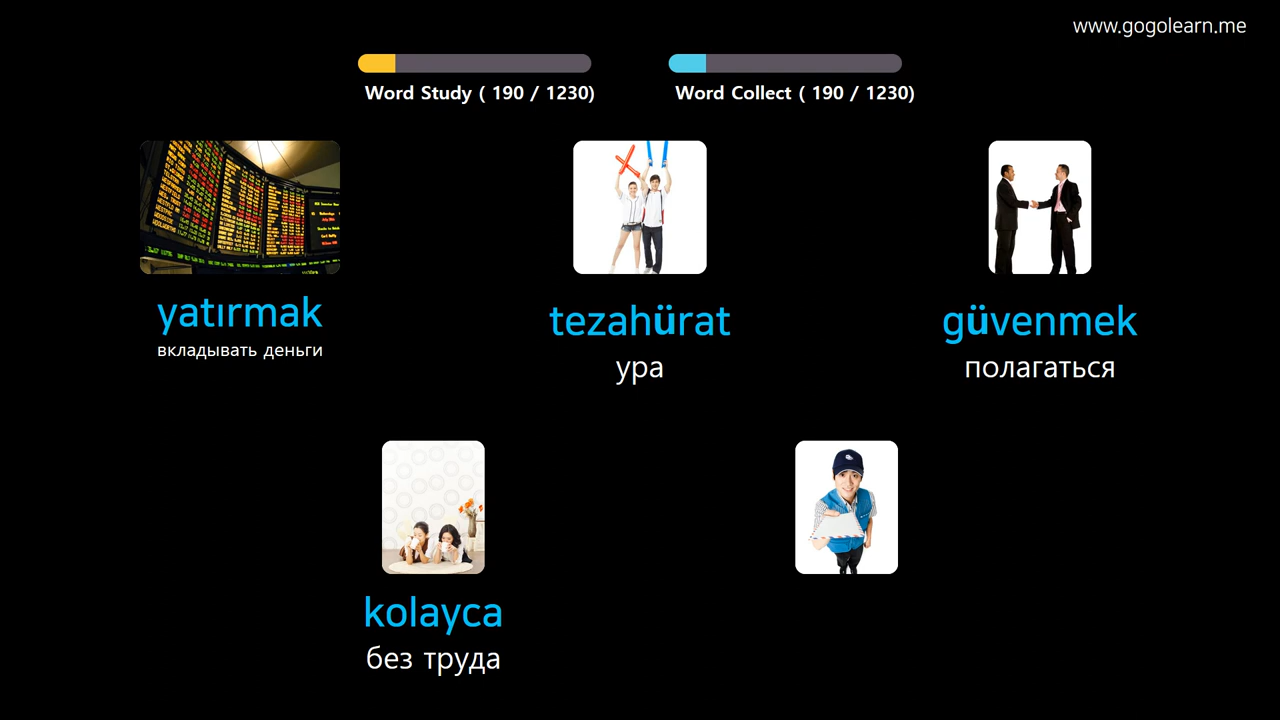 www.gogolearn.me
Word Study ( 190 / 1230)
Word Collect ( 190 / 1230)
yatırmak
вкладывать деньги
tezahürat
ура
güvenmek
полагаться
kolayca
без труда